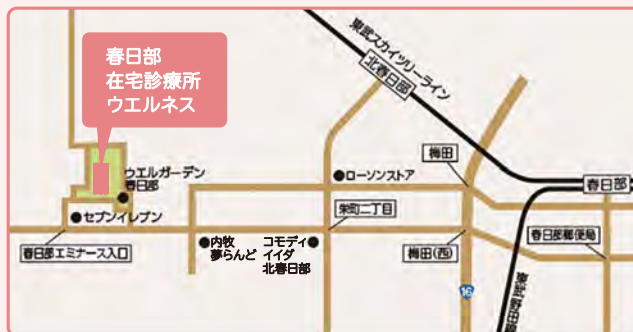 春日部
在宅診療所
ウエルネス
東武スカイツリーライン
北春日部
ウエルガーデン
春日部
セブンイレブン
ローソンストア
梅田
春日部
栄町二丁目
春日部エミナース入口
内牧
夢らんど
コモディ
イイダ
北春日部
梅田(西)
春日部郵便局
16
東武野田線